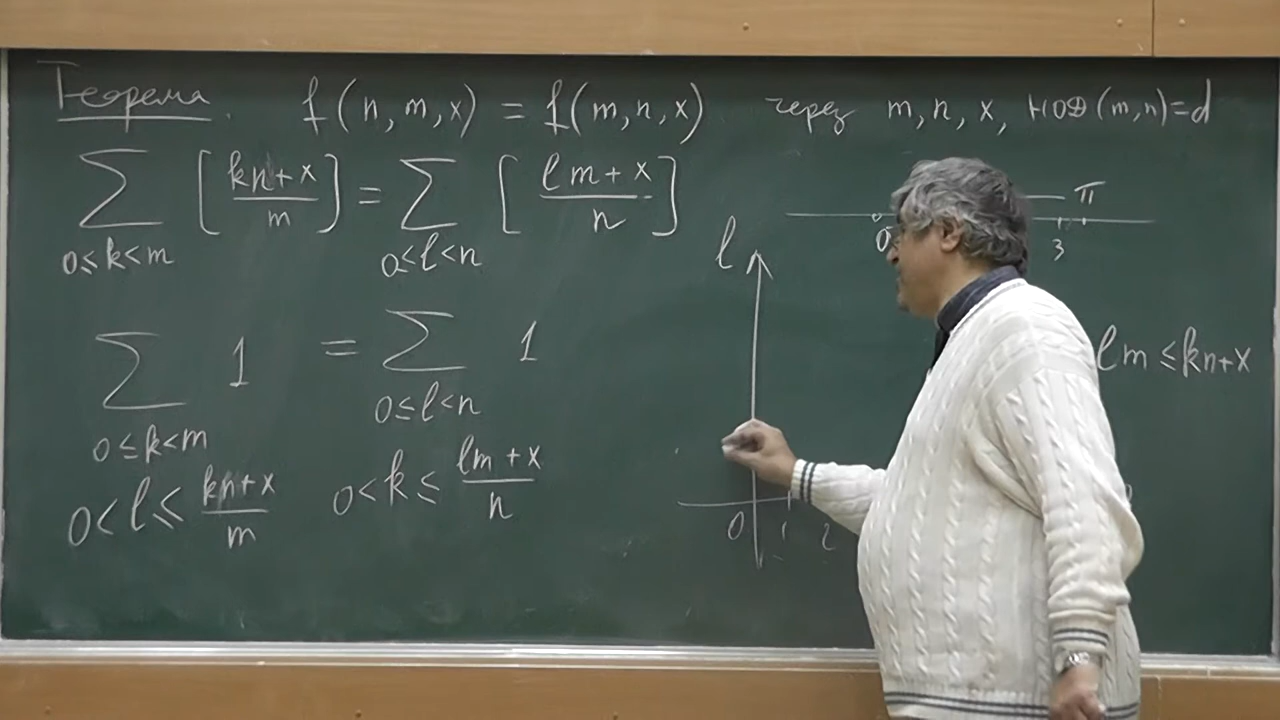 Теорема. f(n, m, x) = f(m, n, x) через m, n, x, НОД(m, n)=d
∑ [kn+x / m] = ∑ [lm+x / n]
0≤k<m 0≤l<n
∑ 1 = ∑ 1
0≤k<m 0≤l<n
0<l≤ kn+x / m 0<k≤ lm+x / n
π
0 3
l
lm≤kn+x
0 1 2